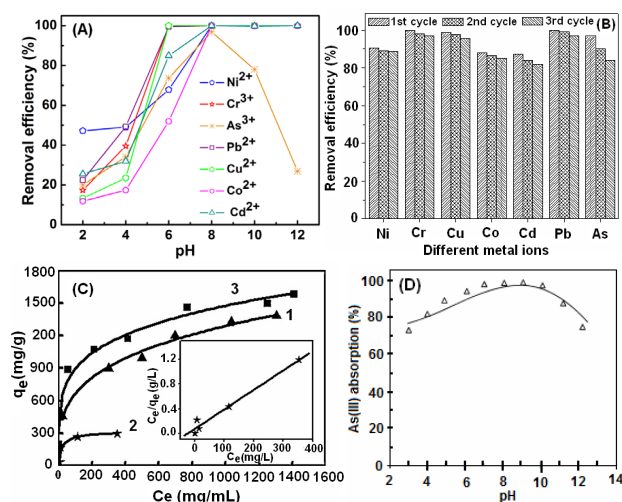 (A)
Removal efficiency (%)
100
80
60
40
20
0
Ni2+
Cr3+
As3+
Pb2+
Cu2+
Co2+
Cd2+
2 4 6 8 10 12 14
pH
(B)
1st cycle 2nd cycle 3rd cycle
Removal efficiency (%)
100
80
60
40
20
0
Ni Cr Cu Co Cd Pb As
Different metal ions
(C)
qe(mg/g)
1800
1500
1200
900
600
300
0
3
1
2
Ce/qe(g/L)
1.2
0.8
0.4
0.0
0 100 200 300 400
Ce(mg/L)
0 200 400 600 800 1000 1200 1400 1600
Ce (mg/mL)
(D)
As(III) absorption (%)
100
80
60
40
20
0
2 4 6 8 10 12 14
pH